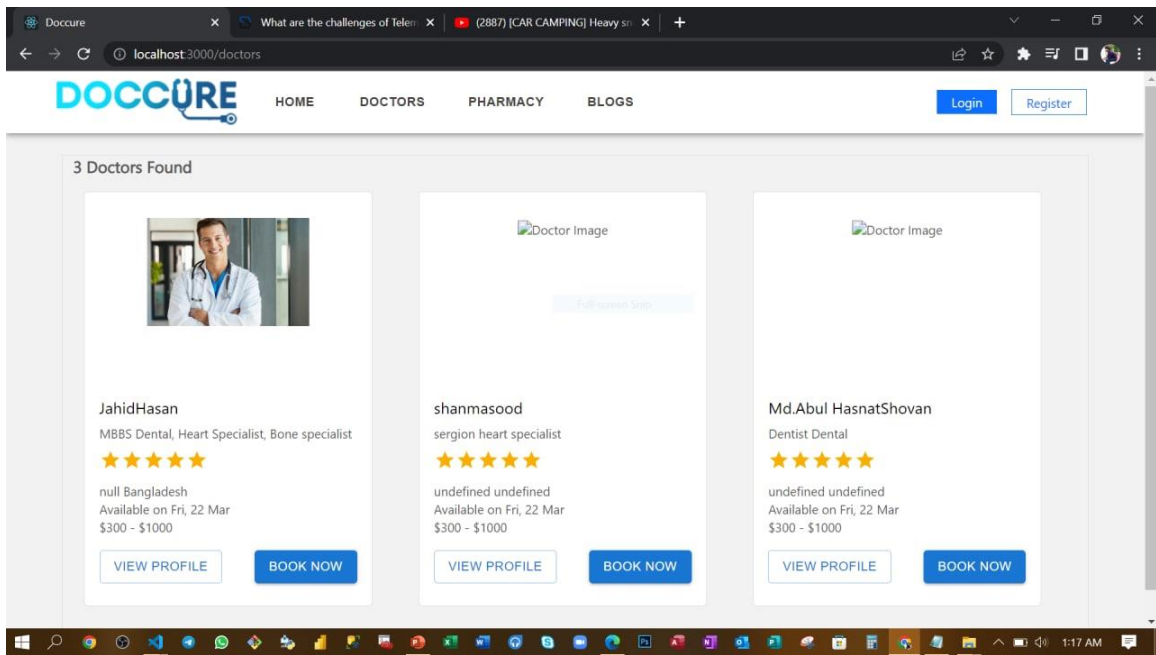 Doccure
What are the challenges of Telem
(2887) [CAR CAMPING] Heavy sn
localhost:3000/doctors
DOCCURE
HOME
DOCTORS
PHARMACY
BLOGS
Login
Register
3 Doctors Found
Doctor Image
Doctor Image
Full-screen Snip
JahidHasan
shanmasood
Md.Abul HasnatShovan
MBBS Dental, Heart Specialist, Bone specialist
sergion heart specialist
Dentist Dental
null Bangladesh
undefined undefined
undefined undefined
Available on Fri, 22 Mar
Available on Fri, 22 Mar
Available on Fri, 22 Mar
$300 - $1000
$300 - $1000
$300 - $1000
VIEW PROFILE
BOOK NOW
VIEW PROFILE
BOOK NOW
VIEW PROFILE
BOOK NOW
1:17 AM